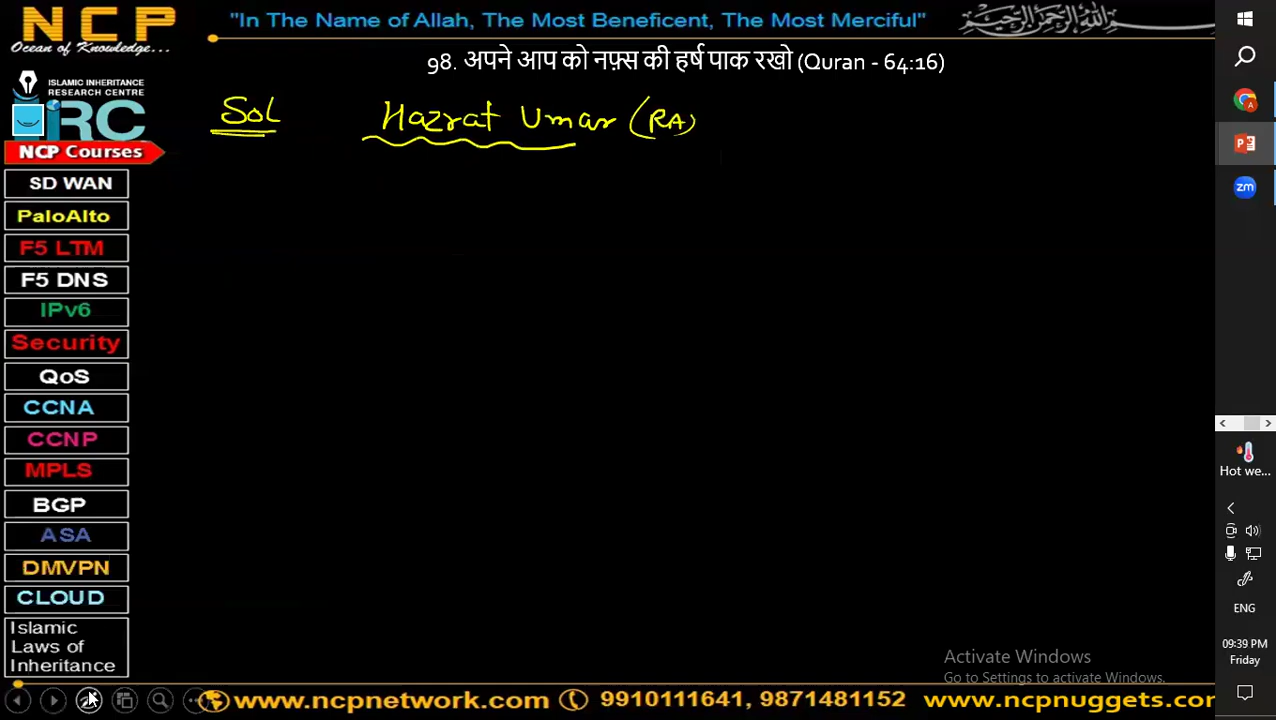 NCP
Ocean of Knowledge...
"In The Name of Allah, The Most Beneficent, The Most Merciful"
98. अपने आप को नफ़्स की हर्ष पाक रखो (Quran - 64:16)
ISLAMIC INHERITANCE
RESEARCH CENTRE
IRC
Sol Hazrat Umar (RA)
NCP Courses
SD WAN
PaloAlto
F5 LTM
F5 DNS
IPv6
Security
QoS
CCNA
CCNP
MPLS
BGP
ASA
DMVPN
CLOUD
Islamic
Laws of
Inheritance
zm
Hot we...
ENG
09:39 PM
Friday
Activate Windows
Go to Settings to activate Windows.
www.ncpnetwork.com 9910111641, 9871481152 www.ncpnuggets.cor